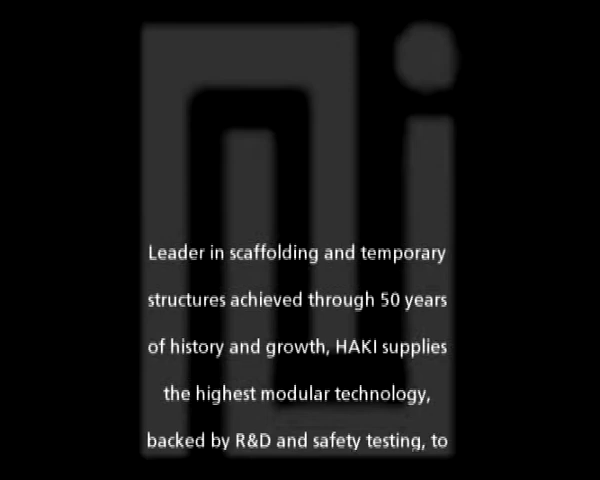 Leader in scaffolding and temporary
structures achieved through 50 years
of history and growth, HAKI supplies
the highest modular technology,
backed by R&D and safety testing, to